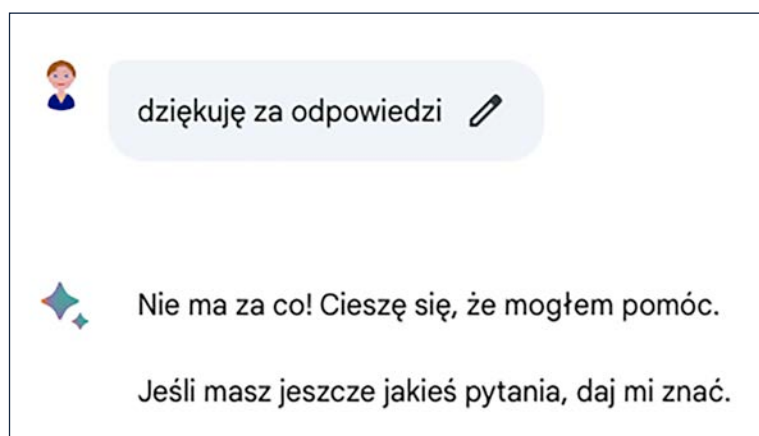 dziękuję za odpowiedzi
Nie ma za co! Cieszę się, że mogłem pomóc.
Jeśli masz jeszcze jakieś pytania, daj mi znać.